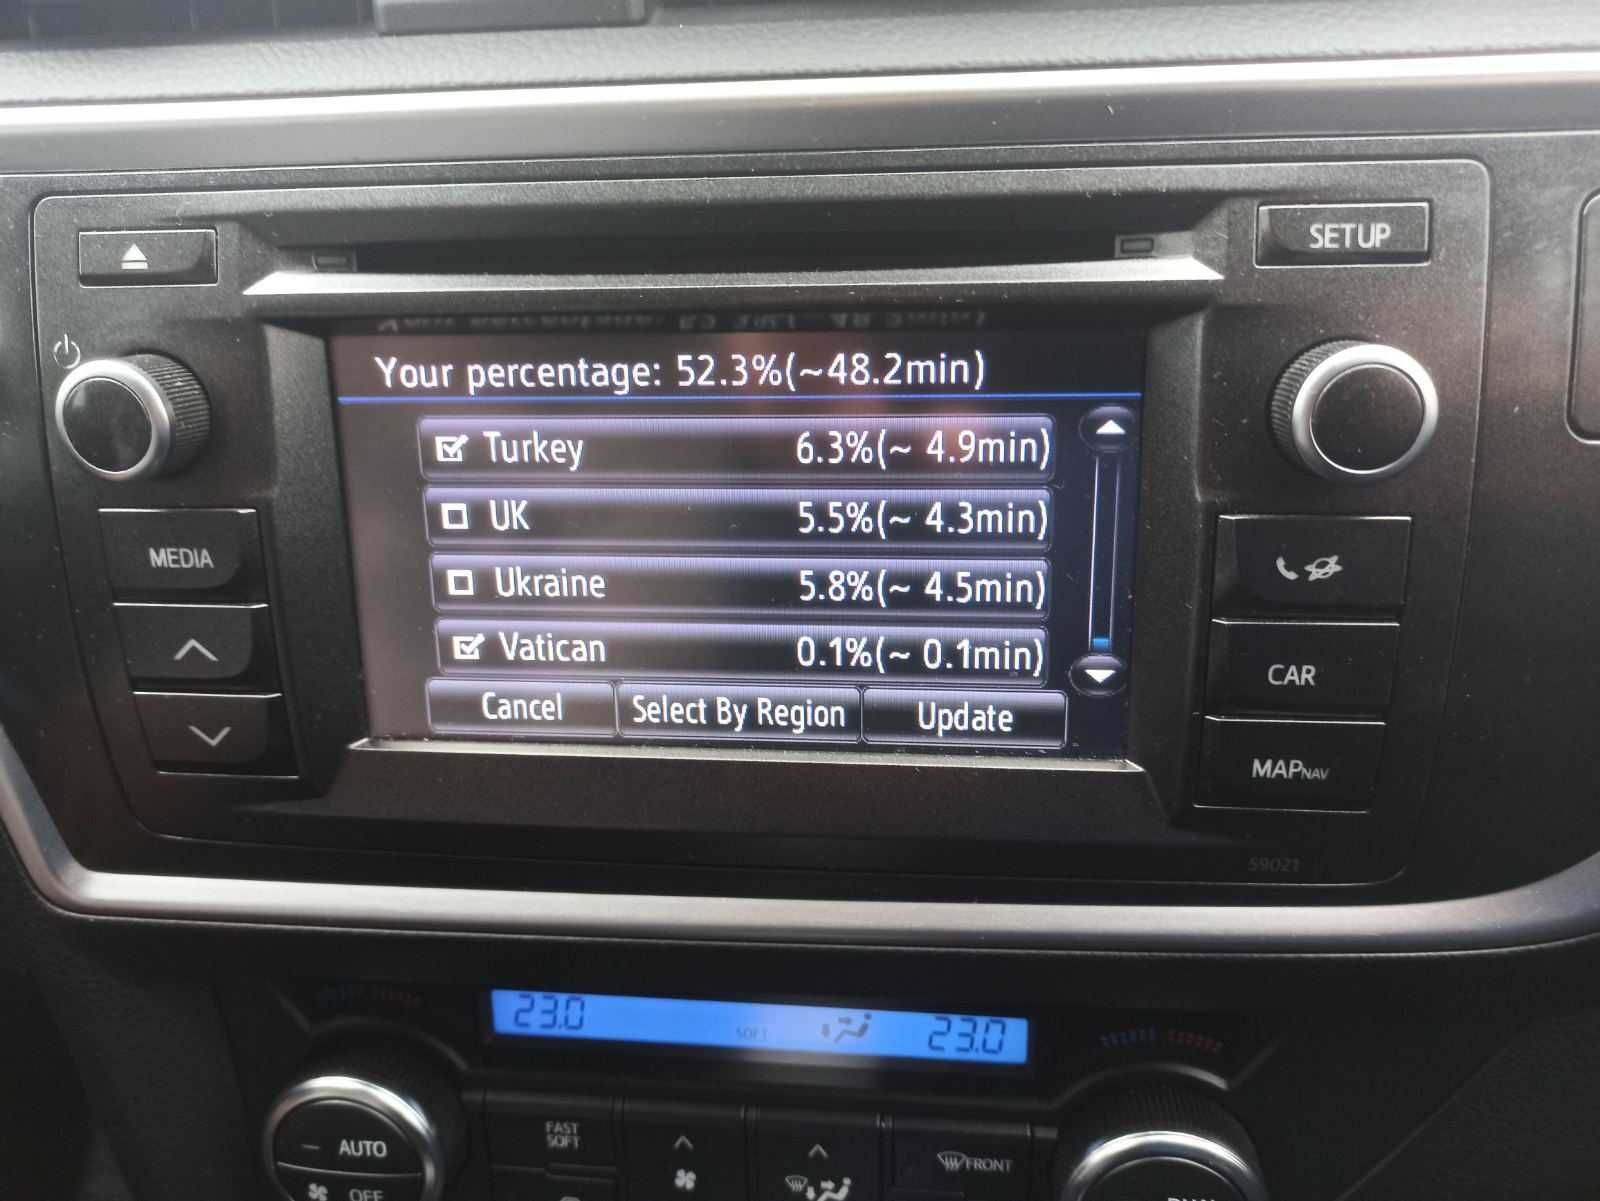 SETUP
Your percentage: 52.3%(~48.2min)
Turkey 6.3%(~ 4.9min)
UK 5.5%(~ 4.3min)
Ukraine 5.8%(~ 4.5min)
Vatican 0.1%(~ 0.1min)
Cancel Select By Region Update
MEDIA
CAR
MAP NAV
59021
23.0 SOFT 23.0
AUTO
OFF
FAST
SOFT
FRONT